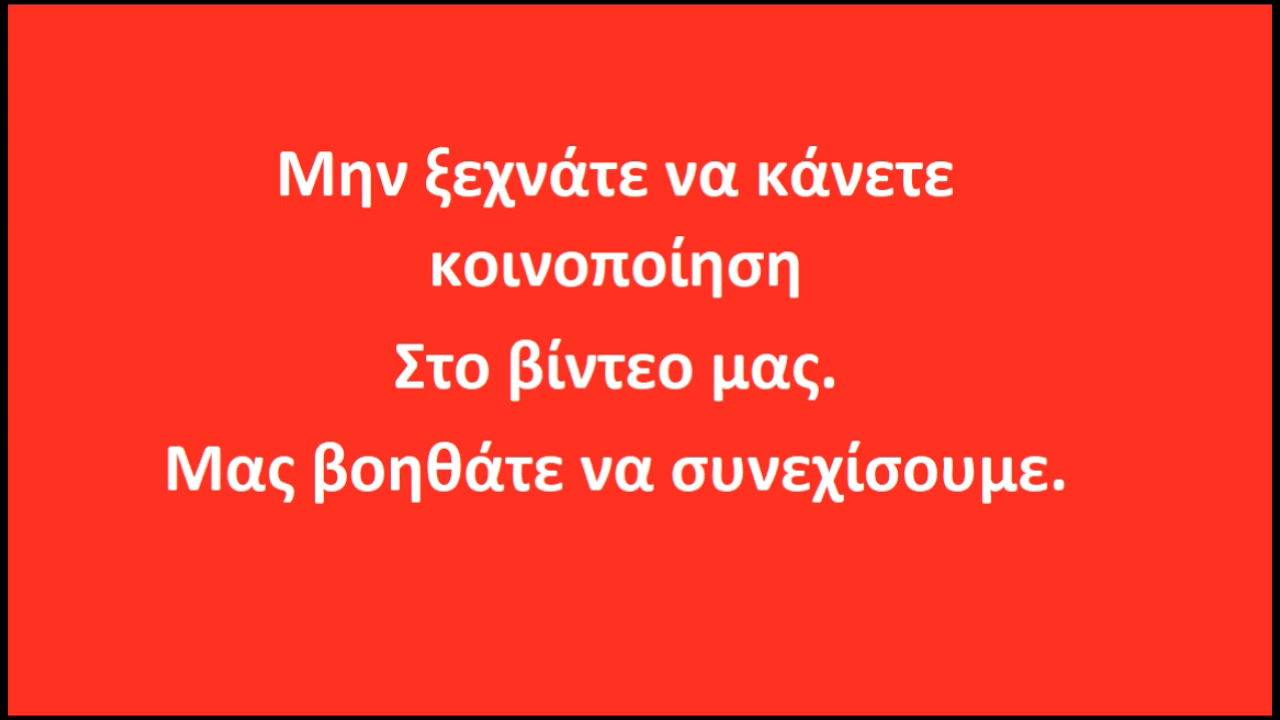 Μην ξεχνάτε να κάνετε
κοινοποίηση
Στο βίντεο μας.
Μας βοηθάτε να συνεχίσουμε.